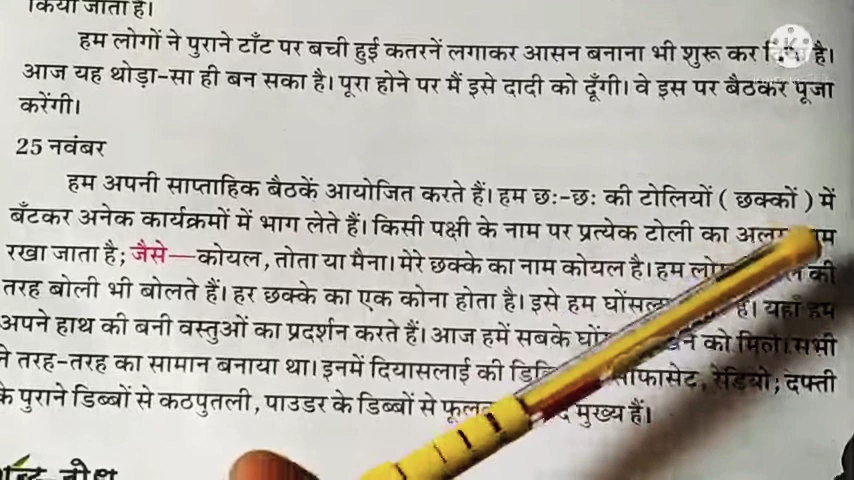 किया जाता है।
हम लोगों ने पुराने टाँट पर बची हुई कतरनें लगाकर आसन बनाना भी शुरू कर है।
आज यह थोड़ा-सा ही बन सका है। पूरा होने पर मैं इसे दादी को दूँगी। वे इस पर बैठकर पूजा
करेंगी।
25 नवंबर
हम अपनी साप्ताहिक बैठकें आयोजित करते हैं। हम छः-छः की टोलियों ( छक्कों ) में
बँटकर अनेक कार्यक्रमों में भाग लेते हैं। किसी पक्षी के नाम पर प्रत्येक टोली का
रखा जाता है; जैसे—कोयल, तोता या मैना। मेरे छक्के का नाम कोयल है। हम की
तरह बोली भी बोलते हैं। हर छक्के का एक कोना होता है। इसे हम यहाँ हम
अपने हाथ की बनी वस्तुओं का प्रदर्शन करते हैं। आज हमें सबके को मिले। सभी
ने तरह-तरह का सामान बनाया था। इनमें दियासलाई की रेडियो; दफ्ती
के पुराने डिब्बों से कठपुतली, पाउडर के डिब्बों से मुख्य हैं।